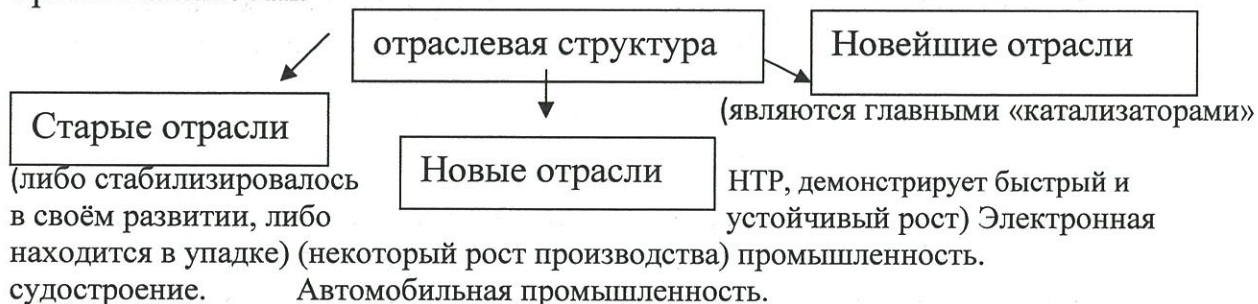 отраслевая структура
Новейшие отрасли
Старые отрасли
(являются главными «катализаторами»
Новые отрасли
(либо стабилизировалось
НТР, демонстрирует быстрый и
в своём развитии, либо
устойчивый рост) Электронная
находится в упадке) (некоторый рост производства) промышленность.
судостроение. Автомобильная промышленность.